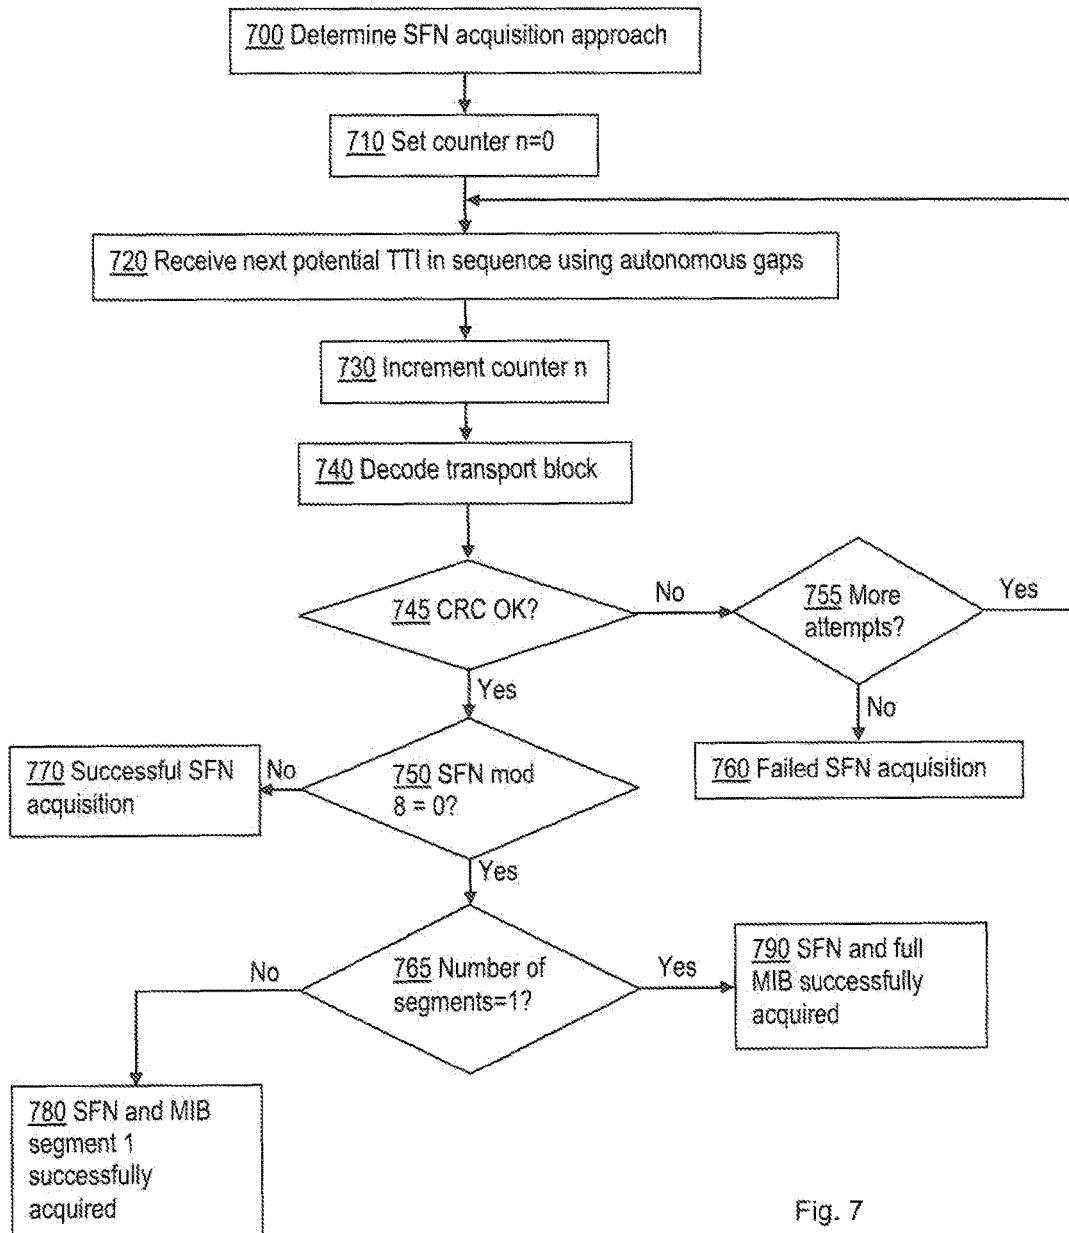 700 Determine SFN acquisition approach
710 Set counter n=0
720 Receive next potential TTI in sequence using autonomous gaps
730 Increment counter n
740 Decode transport block
745 CRC OK?
No
755 More
attempts?
Yes
Yes
No
760 Failed SFN acquisition
750 SFN mod
8 = 0?
No
770 Successful SFN
acquisition
Yes
765 Number of
segments=1?
No
Yes
790 SFN and full
MIB successfully
acquired
780 SFN and MIB
segment 1
successfully
acquired
Fig. 7